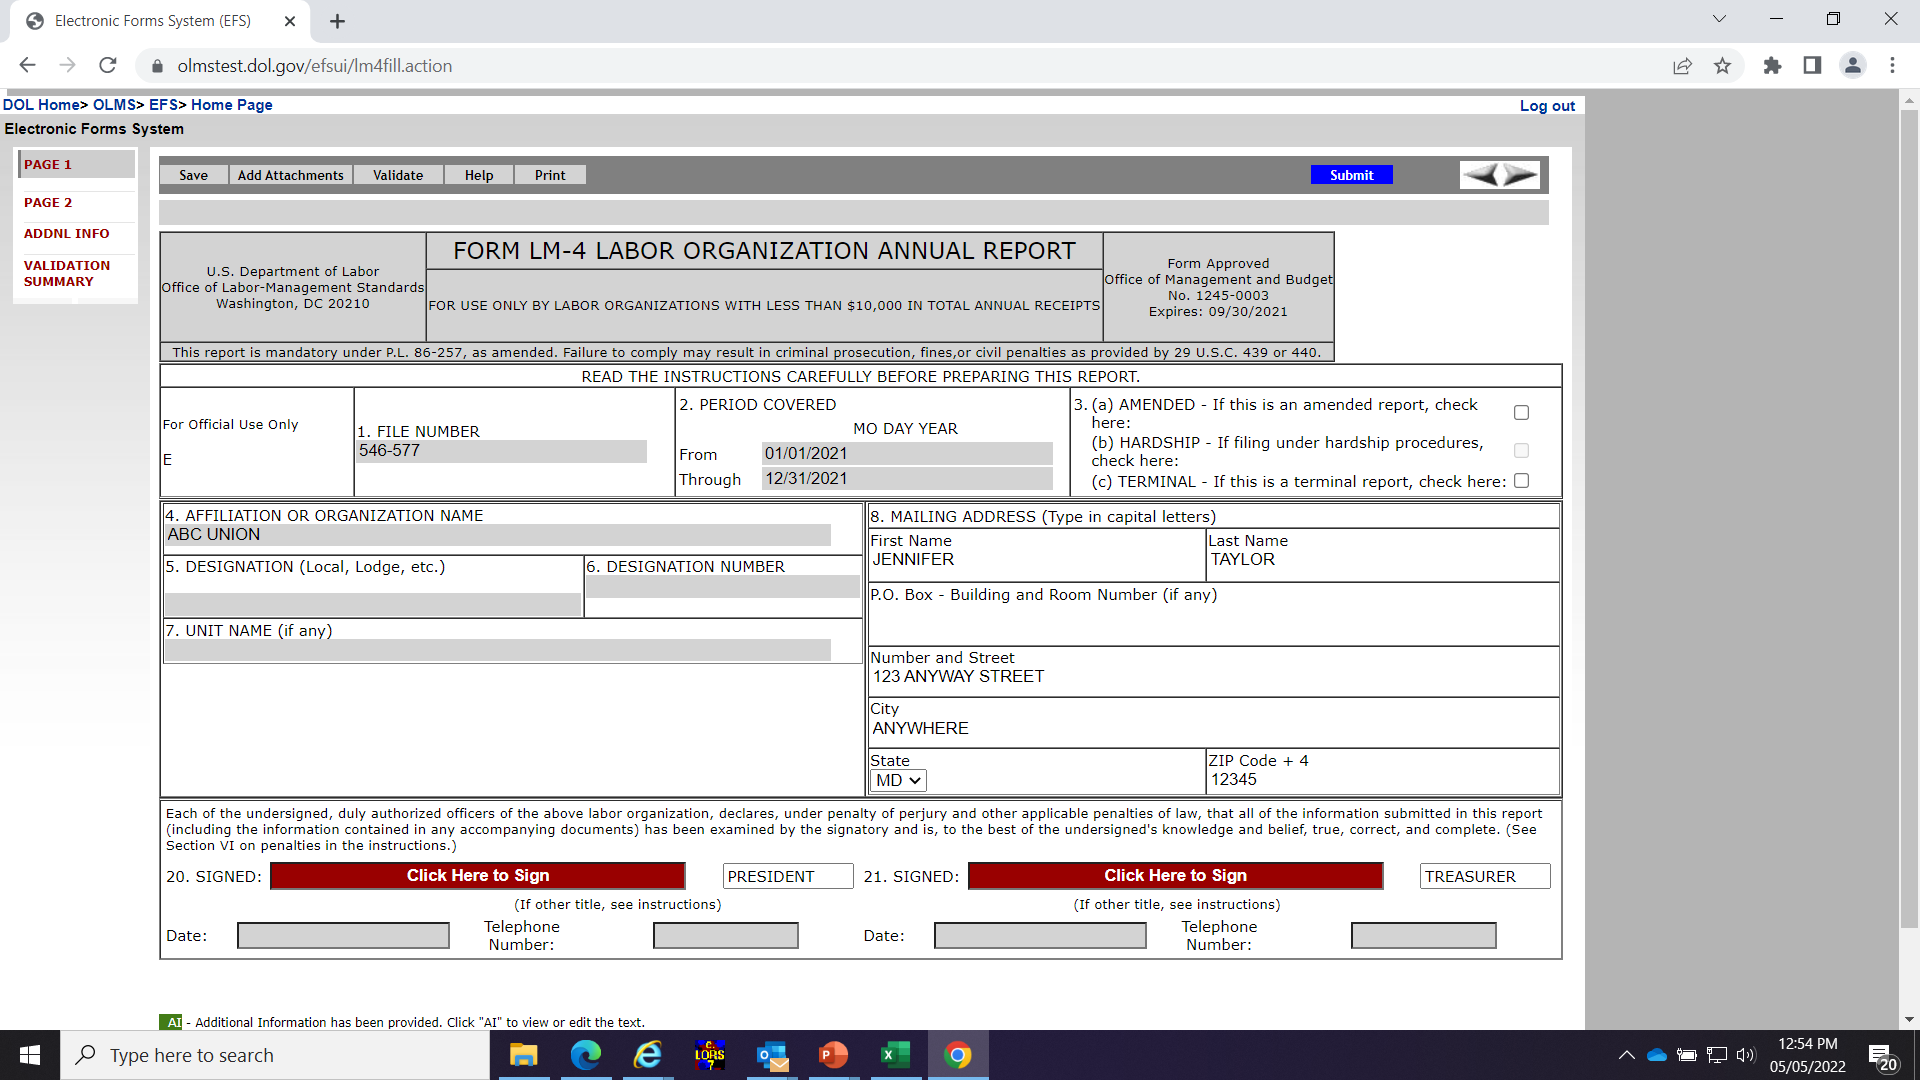 Electronic Forms System (EFS)
olmstest.dol.gov/efsui/lm4fill.action
DOL Home> OLMS> EFS> Home Page
Log out
Electronic Forms System
PAGE 1
PAGE 2
ADDNL INFO
VALIDATION
SUMMARY
Save
Add Attachments
Validate
Help
Print
Submit
U.S. Department of Labor
Office of Labor-Management Standards
Washington, DC 20210
FORM LM-4 LABOR ORGANIZATION ANNUAL REPORT
FOR USE ONLY BY LABOR ORGANIZATIONS WITH LESS THAN $10,000 IN TOTAL ANNUAL RECEIPTS
Form Approved
Office of Management and Budget
No. 1245-0003
Expires: 09/30/2021
This report is mandatory under P.L. 86-257, as amended. Failure to comply may result in criminal prosecution, fines,or civil penalties as provided by 29 U.S.C. 439 or 440.
READ THE INSTRUCTIONS CAREFULLY BEFORE PREPARING THIS REPORT.
For Official Use Only
E
1. FILE NUMBER
546-577
2. PERIOD COVERED
MO DAY YEAR
From
01/01/2021
Through
12/31/2021
3. (a) AMENDED - If this is an amended report, check
here:
(b) HARDSHIP - If filing under hardship procedures,
check here:
(c) TERMINAL - If this is a terminal report, check here:
4. AFFILIATION OR ORGANIZATION NAME
ABC UNION
5. DESIGNATION (Local, Lodge, etc.)
6. DESIGNATION NUMBER
7. UNIT NAME (if any)
8. MAILING ADDRESS (Type in capital letters)
First Name
JENNIFER
Last Name
TAYLOR
P.O. Box - Building and Room Number (if any)
Number and Street
123 ANYWAY STREET
City
ANYWHERE
State
MD
ZIP Code + 4
12345
Each of the undersigned, duly authorized officers of the above labor organization, declares, under penalty of perjury and other applicable penalties of law, that all of the information submitted in this report
(including the information contained in any accompanying documents) has been examined by the signatory and is, to the best of the undersigned's knowledge and belief, true, correct, and complete. (See
Section VI on penalties in the instructions.)
20. SIGNED:
Click Here to Sign
PRESIDENT
21. SIGNED:
Click Here to Sign
TREASURER
(If other title, see instructions)
(If other title, see instructions)
Date:
Telephone
Number:
Date:
Telephone
Number:
AI - Additional Information has been provided. Click "AI" to view or edit the text.
Type here to search
LORS
7
12:54 PM
05/05/2022
20